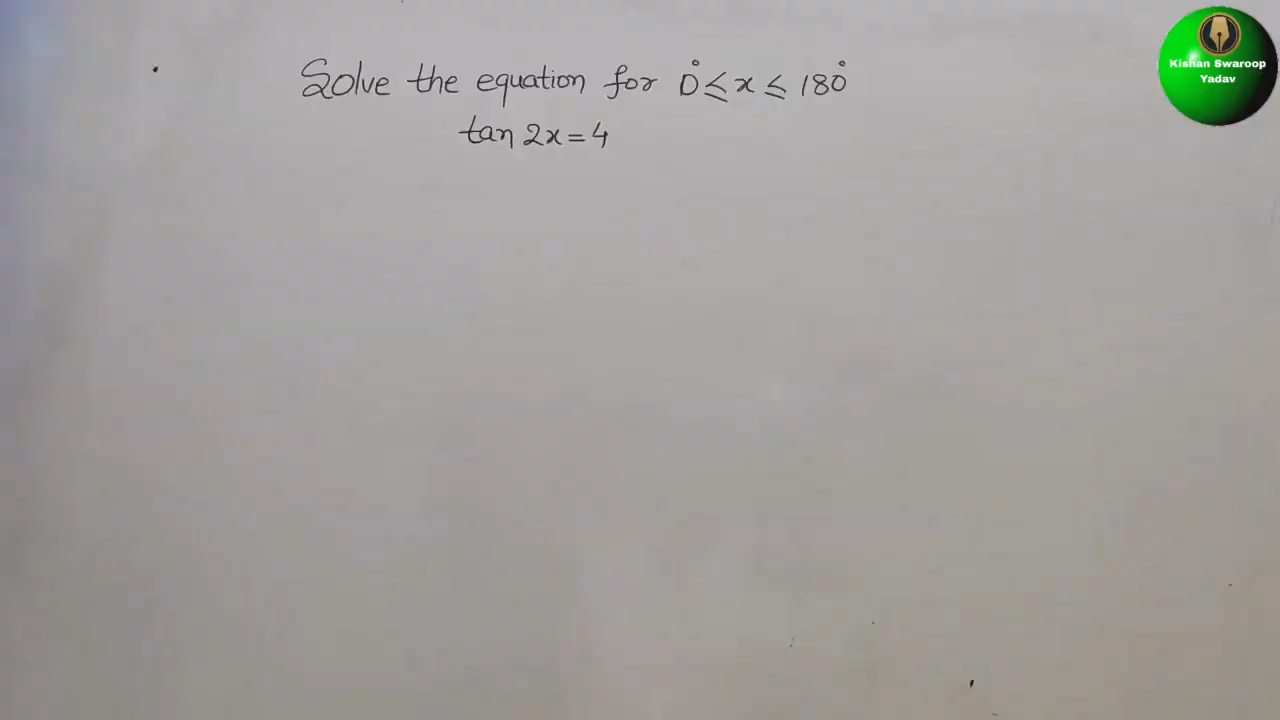 Solve the equation for 0° ≤ x ≤ 180°
tan 2x = 4
Kishan Swaroop
Yadav